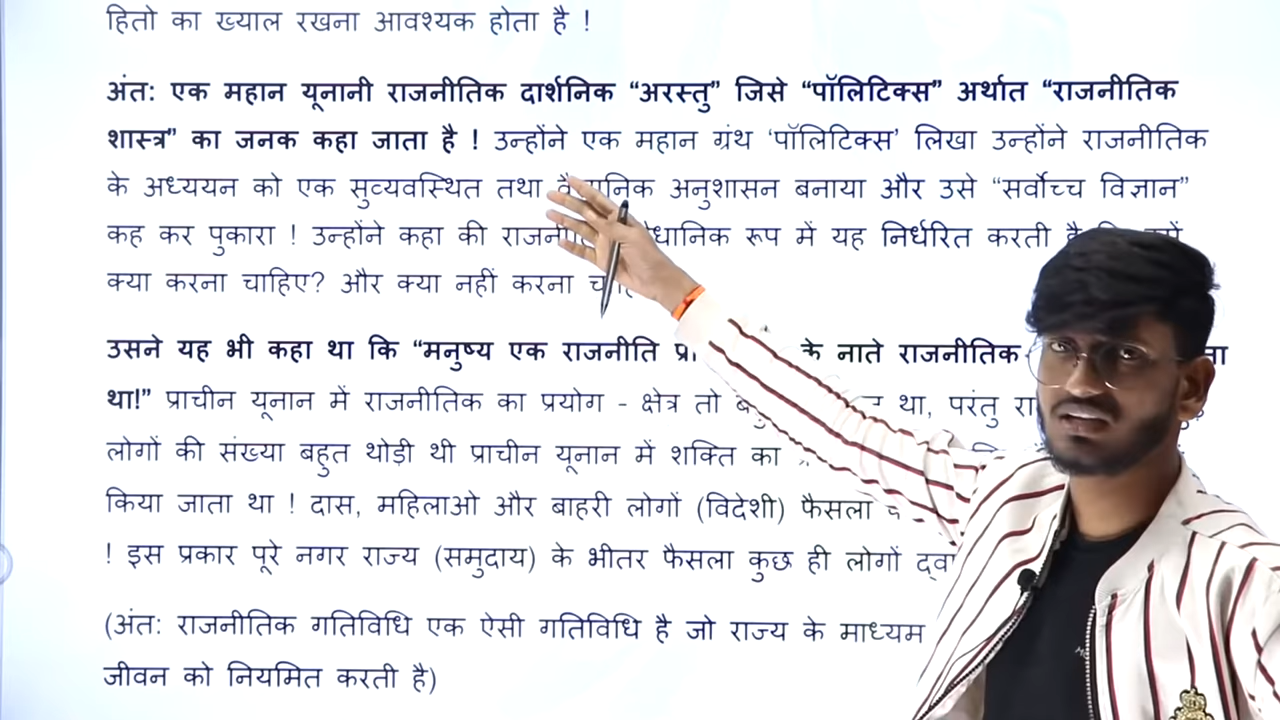 हितो का ख्याल रखना आवश्यक होता है !
अंत: एक महान यूनानी राजनीतिक दार्शनिक “अरस्तु” जिसे “पॉलिटिक्स” अर्थात “राजनीतिक
शास्त्र” का जनक कहा जाता है ! उन्होंने एक महान ग्रंथ ‘पॉलिटिक्स’ लिखा उन्होंने राजनीतिक
के अध्ययन को एक सुव्यवस्थित तथा अनुशासन बनाया और उसे “सर्वोच्च विज्ञान”
कह कर पुकारा ! उन्होंने कहा की रूप में यह निर्धरित करती
क्या करना चाहिए? और क्या नहीं करना
उसने यह भी कहा था कि “मनुष्य एक राजनीति के नाते राजनीतिक
था!” प्राचीन यूनान में राजनीतिक का प्रयोग - क्षेत्र तो था, परंतु
लोगों की संख्या बहुत थोड़ी थी प्राचीन यूनान में शक्ति का
किया जाता था ! दास, महिलाओ और बाहरी लोगों (विदेशी) फैसला
! इस प्रकार पूरे नगर राज्य (समुदाय) के भीतर फैसला कुछ ही लोगों
(अंत: राजनीतिक गतिविधि एक ऐसी गतिविधि है जो राज्य के माध्यम
जीवन को नियमित करती है)